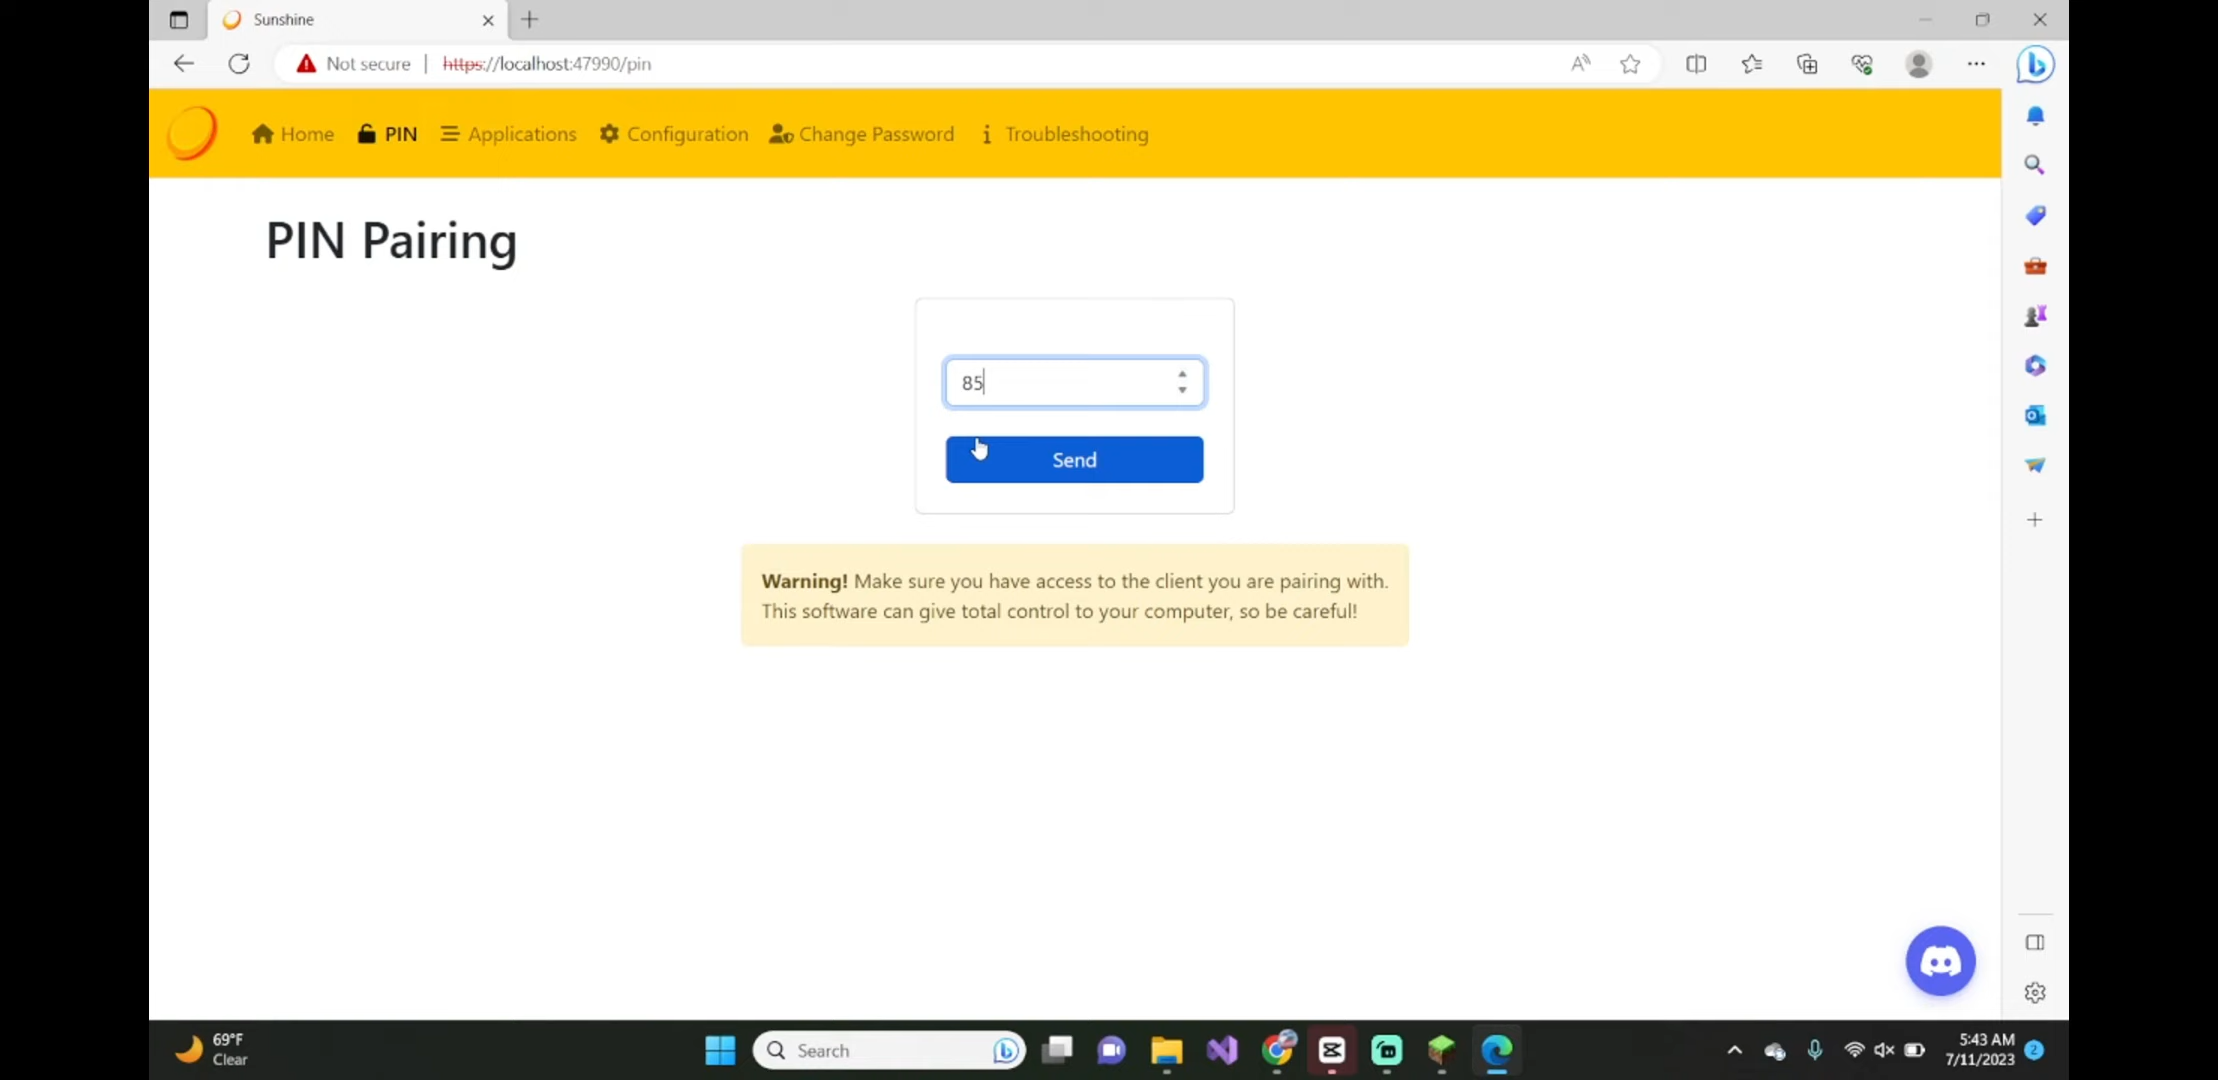 Sunshine
Not secure
https://localhost:47990/pin
Home
PIN
Applications
Configuration
Change Password
Troubleshooting
PIN Pairing
85
Send
Warning! Make sure you have access to the client you are pairing with.
This software can give total control to your computer, so be careful!
69°F
Clear
Search
5:43 AM
7/11/2023
2